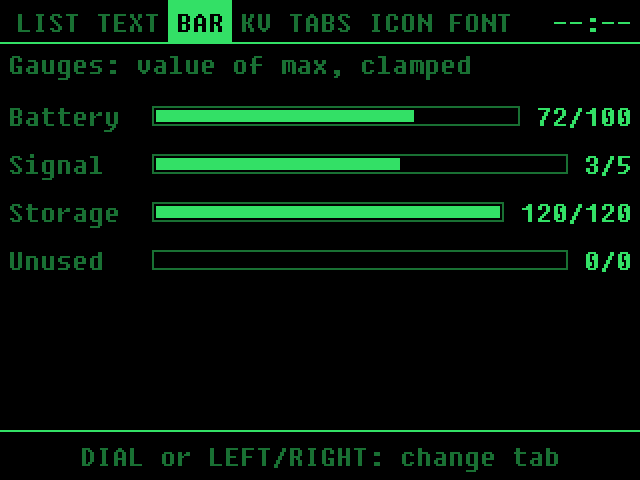 LIST TEXT BAR KV TABS ICON FONT --:--
Gauges: value of max, clamped
Battery 72/100
Signal 3/5
Storage 120/120
Unused 0/0
DIAL or LEFT/RIGHT: change tab